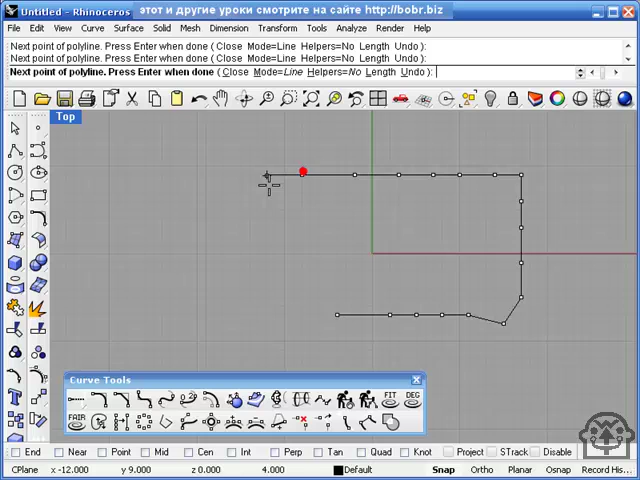 Untitled - Rhinoceros
этот и другие уроки смотрите на сайте http://bobr.biz
File Edit View Curve Surface Solid Mesh Dimension Transform Tools Analyze Render Help
Next point of polyline. Press Enter when done ( Close Mode=Line Helpers=No Length Undo ):
Next point of polyline. Press Enter when done ( Close Mode=Line Helpers=No Length Undo ):
Next point of polyline. Press Enter when done ( Close Mode=Line Helpers=No Length Undo ):
Top
Curve Tools
FIT DEG
FAIR
End Near Point Mid Cen Int Perp Tan Quad Knot Project STrack Disable
CPlane x -12.000 y 9.000 z 0.000 4.000 Default Snap Ortho Planar Osnap Record His...